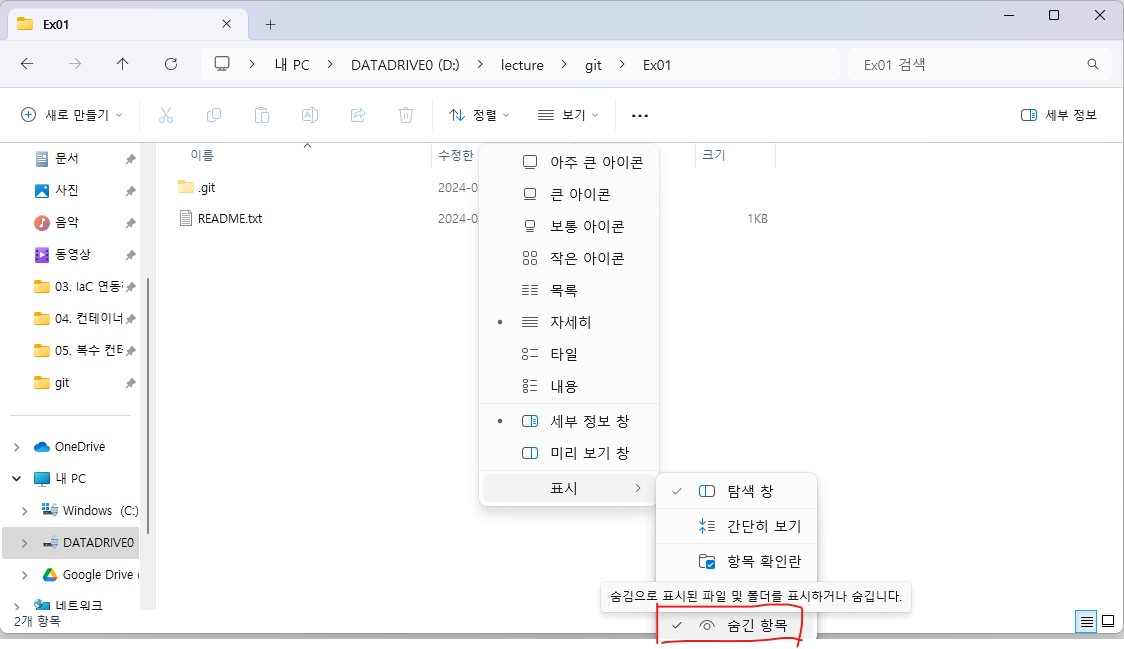 Ex01
내 PC
DATADRIVE0 (D:)
lecture
git
Ex01
Ex01 검색
새로 만들기
정렬
보기
세부 정보
문서
사진
음악
동영상
03. IaC 연동
04. 컨테이너
05. 복수 컨테
git
OneDrive
내 PC
Windows (C:)
DATADRIVE0
Google Drive (
네트워크
이름
수정한
크기
.git
2024-0
README.txt
2024-0
1KB
아주 큰 아이콘
큰 아이콘
보통 아이콘
작은 아이콘
목록
자세히
타일
내용
세부 정보 창
미리 보기 창
표시
탐색 창
간단히 보기
항목 확인란
숨김으로 표시된 파일 및 폴더를 표시하거나 숨깁니다.
숨긴 항목
2개 항목